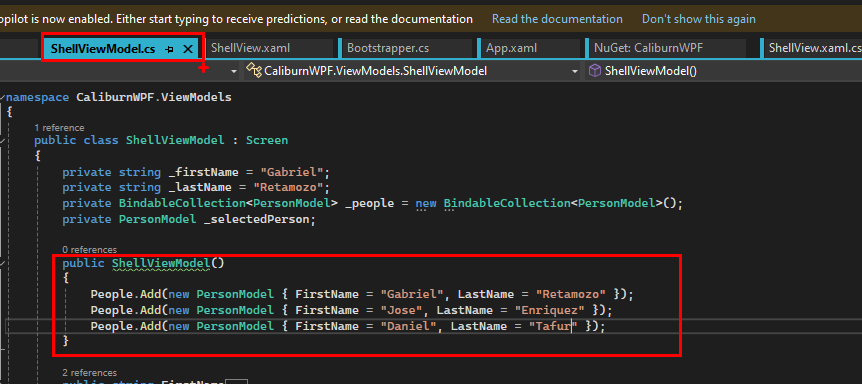 opilot is now enabled. Either start typing to receive predictions, or read the documentation Read the documentation Don't show this again
ShellViewModel.cs ShellView.xaml Bootstrapper.cs App.xaml NuGet: CaliburnWPF ShellView.xaml.cs
CaliburnWPF.ViewModels.ShellViewModel ShellViewModel()
namespace CaliburnWPF.ViewModels
{
1 reference
public class ShellViewModel : Screen
{
private string _firstName = "Gabriel";
private string _lastName = "Retamozo";
private BindableCollection<PersonModel> _people = new BindableCollection<PersonModel>();
private PersonModel _selectedPerson;
0 references
public ShellViewModel()
{
People.Add(new PersonModel { FirstName = "Gabriel", LastName = "Retamozo" });
People.Add(new PersonModel { FirstName = "Jose", LastName = "Enriquez" });
People.Add(new PersonModel { FirstName = "Daniel", LastName = "Tafur" });
}
2 references
public string FirstName...